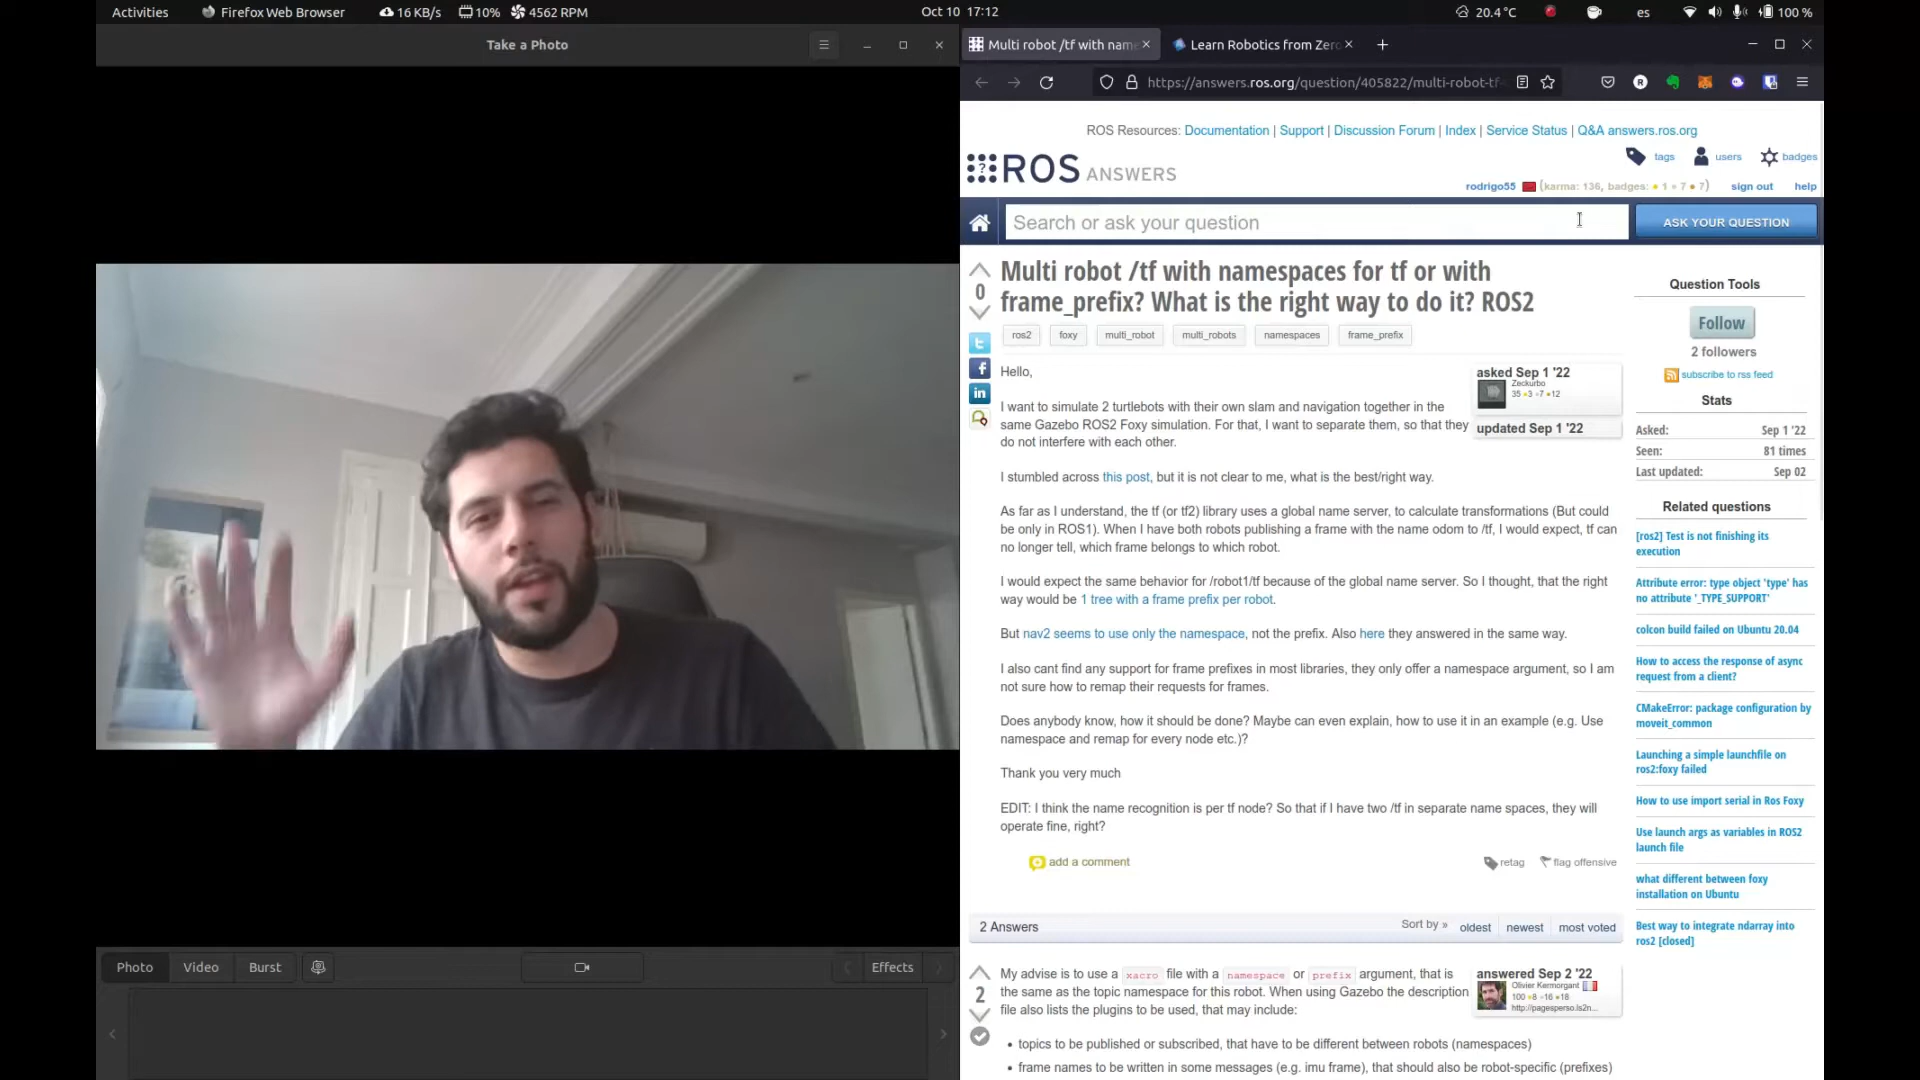 Activities
Firefox Web Browser
16 KB/s
10%
4562 RPM
Oct 10 17:12
20.4 °C
es
100 %
Take a Photo
Multi robot /tf with name
Learn Robotics from Zero
https://answers.ros.org/question/405822/multi-robot-tf-
ROS Resources: Documentation | Support | Discussion Forum | Index | Service Status | Q&A answers.ros.org
ROS ANSWERS
tags
users
badges
rodrigo55 (karma: 136, badges: 1 7 7)
sign out
help
Search or ask your question
ASK YOUR QUESTION
0
Multi robot /tf with namespaces for tf or with
frame_prefix? What is the right way to do it? ROS2
ros2
foxy
multi_robot
multi_robots
namespaces
frame_prefix
Hello,
asked Sep 1 '22
Zeckurbo
35 3 7 12
updated Sep 1 '22
I want to simulate 2 turtlebots with their own slam and navigation together in the
same Gazebo ROS2 Foxy simulation. For that, I want to separate them, so that they
do not interfere with each other.
I stumbled across this post, but it is not clear to me, what is the best/right way.
As far as I understand, the tf (or tf2) library uses a global name server, to calculate transformations (But could
be only in ROS1). When I have both robots publishing a frame with the name odom to /tf, I would expect, tf can
no longer tell, which frame belongs to which robot.
I would expect the same behavior for /robot1/tf because of the global name server. So I thought, that the right
way would be 1 tree with a frame prefix per robot.
But nav2 seems to use only the namespace, not the prefix. Also here they answered in the same way.
I also cant find any support for frame prefixes in most libraries, they only offer a namespace argument, so I am
not sure how to remap their requests for frames.
Does anybody know, how it should be done? Maybe can even explain, how to use it in an example (e.g. Use
namespace and remap for every node etc.)?
Thank you very much
EDIT: I think the name recognition is per tf node? So that if I have two /tf in separate name spaces, they will
operate fine, right?
add a comment
retag
flag offensive
2 Answers
Sort by »
oldest
newest
most voted
2
My advise is to use a xacro file with a namespace or prefix argument, that is
the same as the topic namespace for this robot. When using Gazebo the description
file also lists the plugins to be used, that may include:
answered Sep 2 '22
Olivier Kermorgant
100 8 16 18
http://pagesperso.ls2n...
• topics to be published or subscribed, that have to be different between robots (namespaces)
• frame names to be written in some messages (e.g. imu frame), that should also be robot-specific (prefixes)
Question Tools
Follow
2 followers
subscribe to rss feed
Stats
Asked: Sep 1 '22
Seen: 81 times
Last updated: Sep 02
Related questions
[ros2] Test is not finishing its
execution
Attribute error: type object 'type' has
no attribute '_TYPE_SUPPORT'
colcon build failed on Ubuntu 20.04
How to access the response of async
request from a client?
CMakeError: package configuration by
moveit_common
Launching a simple launchfile on
ros2:foxy failed
How to use import serial in Ros Foxy
Use launch args as variables in ROS2
launch file
what different between foxy
installation on Ubuntu
Best way to integrate ndarray into
ros2 [closed]
Photo
Video
Burst
Effects